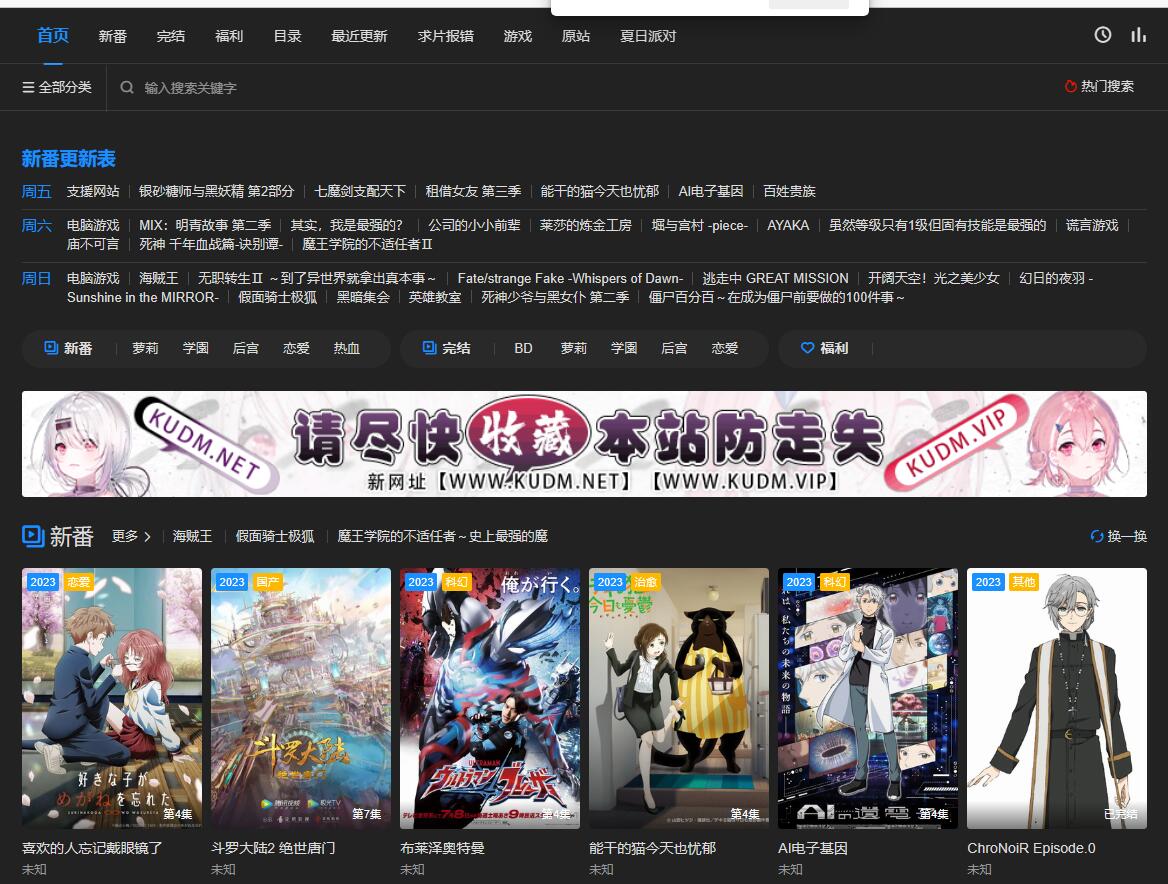 首页 新番 完结 福利 目录 最近更新 求片报错 游戏 原站 夏日派对
全部分类 输入搜索关键字 热门搜索
新番更新表
周五 支援网站 银砂糖师与黑妖精 第2部分 七魔剑支配天下 租借女友 第三季 能干的猫今天也忧郁 AI电子基因 百姓贵族
周六 电脑游戏 MIX：明青故事 第二季 其实，我是最强的？ 公司的小小前辈 莱莎的炼金工房 堀与宫村 -piece- AYAKA 虽然等级只有1级但固有技能是最强的 谎言游戏
庙不可言 死神 千年血战篇-诀别谭- 魔王学院的不适任者Ⅱ
周日 电脑游戏 海贼王 无职转生Ⅱ ～到了异世界就拿出真本事～ Fate/strange Fake -Whispers of Dawn- 逃走中 GREAT MISSION 开阔天空！光之美少女 幻日的夜羽 -
Sunshine in the MIRROR- 假面骑士极狐 黑暗集会 英雄教室 死神少爷与黑女仆 第二季 僵尸百分百～在成为僵尸前要做的100件事～
新番 萝莉 学園 后宫 恋爱 热血 完结 BD 萝莉 学園 后宫 恋爱 福利
KUDM.NET 请尽快收藏本站防走失 KUDM.VIP
新网址【WWW.KUDM.NET】【WWW.KUDM.VIP】
新番 更多 海贼王 假面骑士极狐 魔王学院的不适任者～史上最强的魔 换一换
2023 恋爱 2023 国产 2023 科幻 2023 治愈 2023 科幻 2023 其他
俺が行く。
今日も憂鬱
は、私たちの未来の物語
斗罗大陆
绝世唐门
好きな子が
めがねを忘れた
腾讯视频 极光TV
ULTRAMAN
ウルトラマンブレーザー
AIの遺電子
第4集 第7集 第4集 第4集 第4集 已完结
喜欢的人忘记戴眼镜了 斗罗大陆2 绝世唐门 布莱泽奥特曼 能干的猫今天也忧郁 AI电子基因 ChroNoiR Episode.0
未知 未知 未知 未知 未知 未知